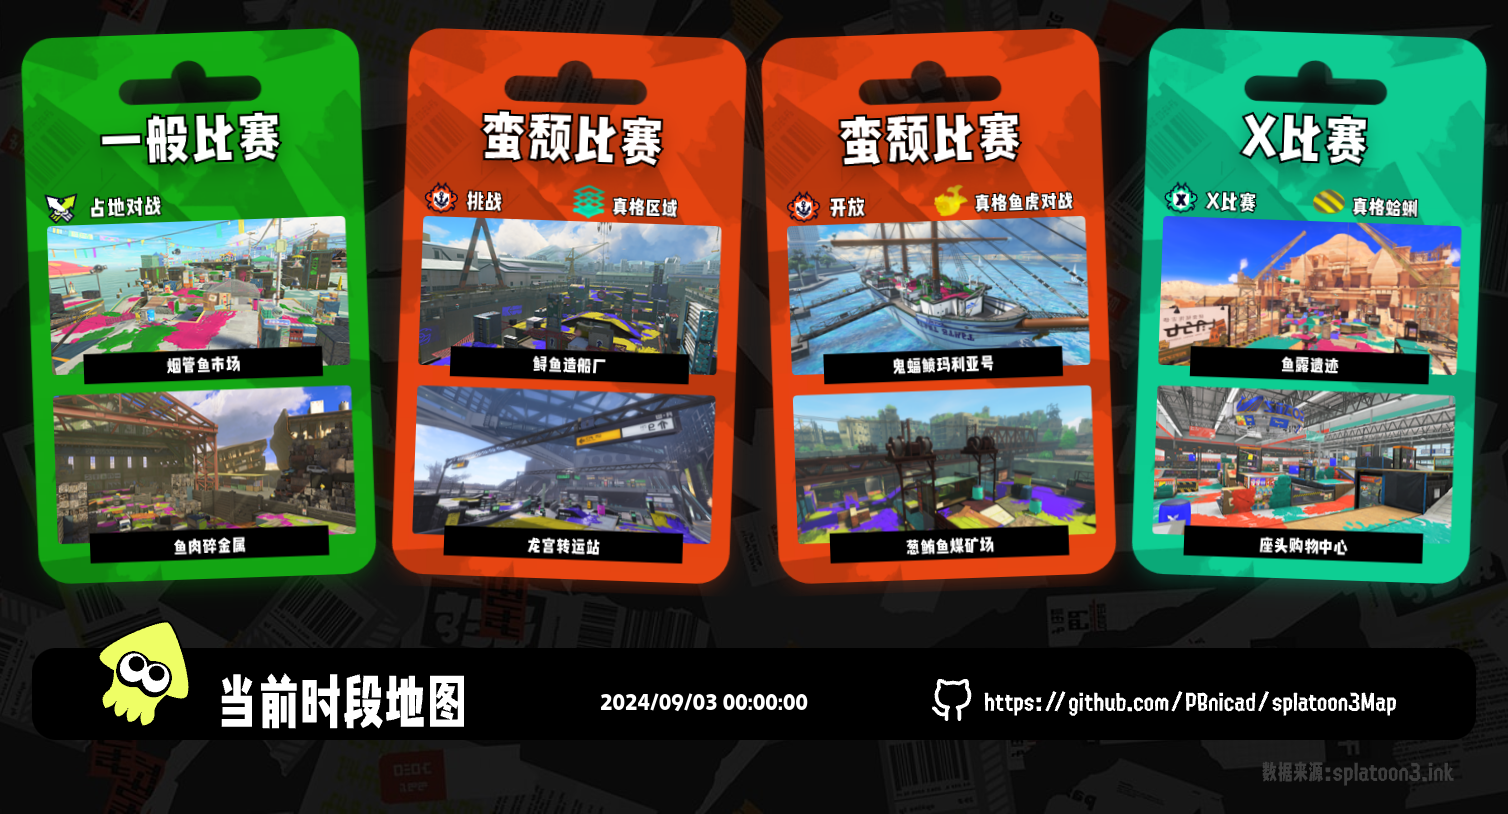 一般比赛
占地对战
烟管鱼市场
鱼肉碎金属
蛮颓比赛
挑战
真格区域
鲟鱼造船厂
龙宫转运站
蛮颓比赛
开放
真格鱼虎对战
鬼蝠鲼玛利亚号
葱鲔鱼煤矿场
X比赛
X比赛
真格蛤蜊
鱼露遗迹
座头购物中心
当前时段地图
2024/09/03 00:00:00
https://github.com/PBnicad/splatoon3Map
数据来源:splatoon3.ink